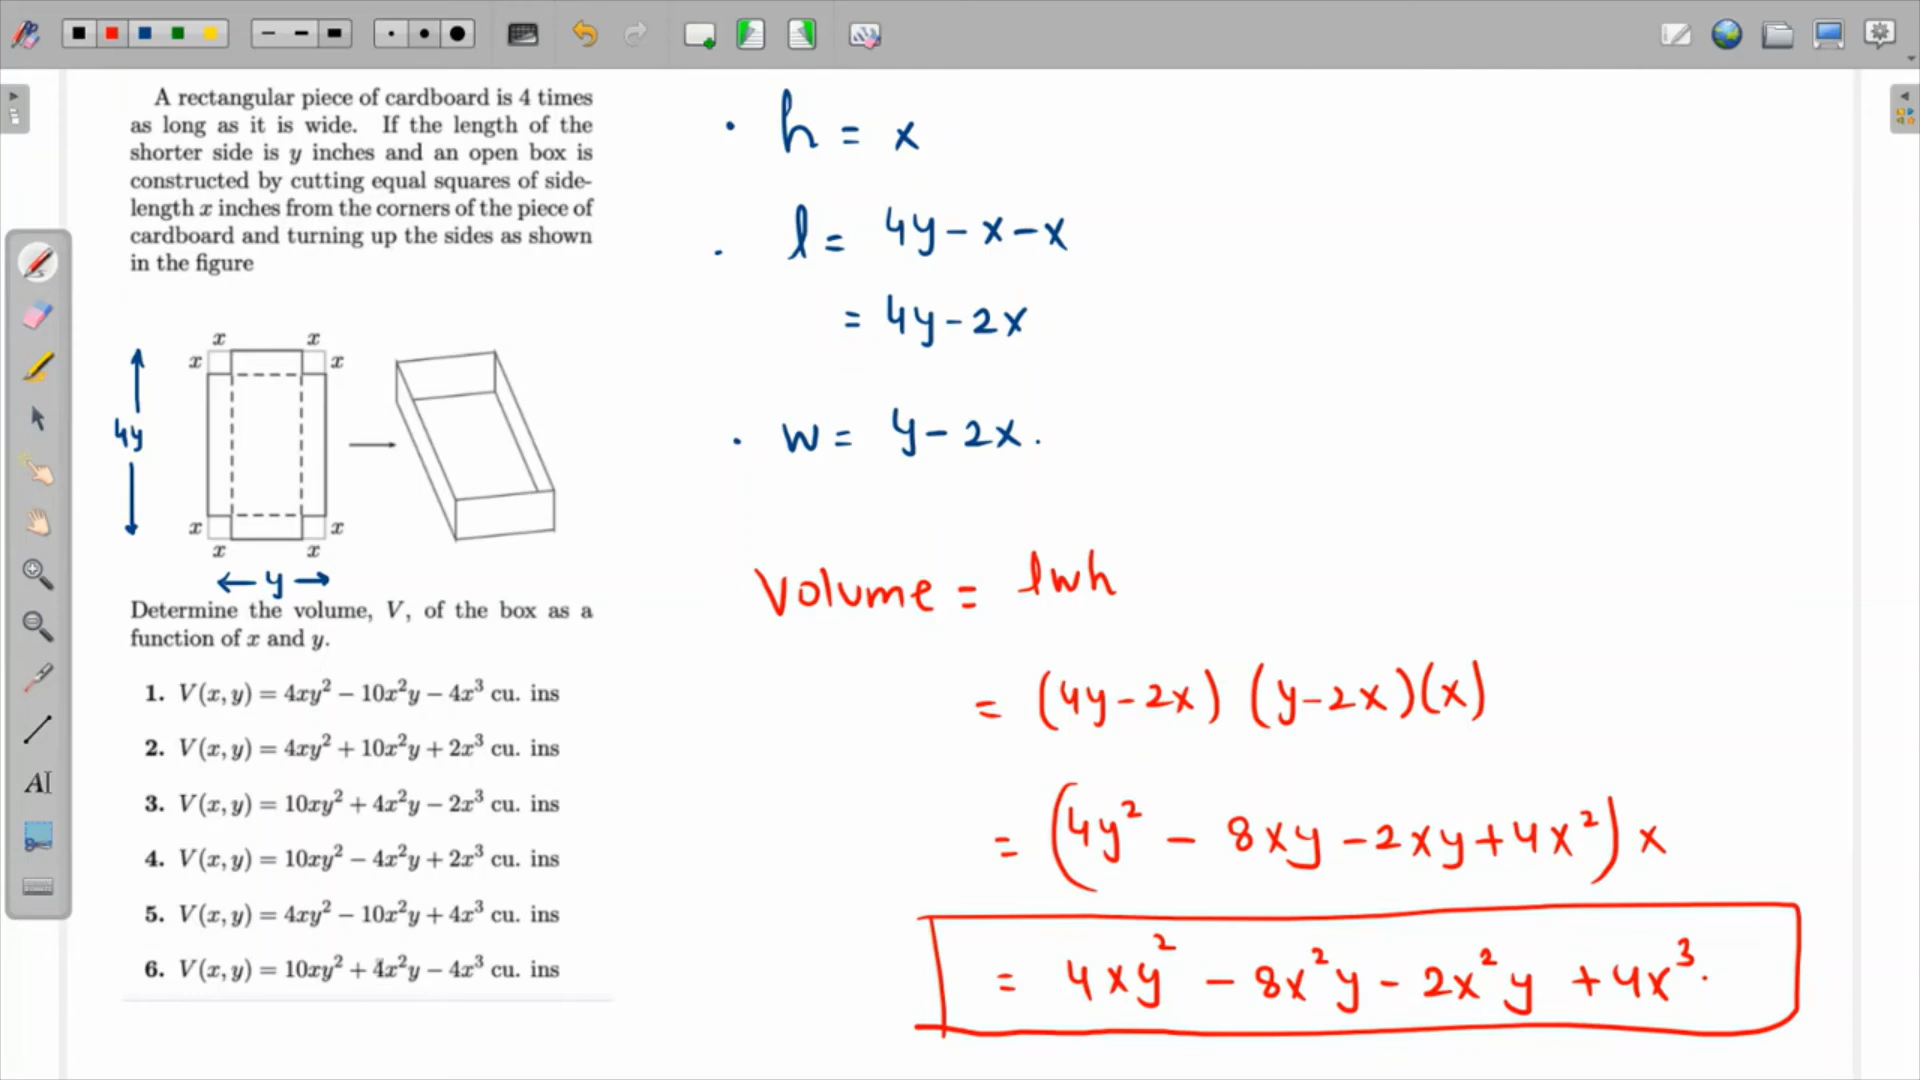 A rectangular piece of cardboard is 4 times
as long as it is wide. If the length of the
shorter side is y inches and an open box is
constructed by cutting equal squares of side-
length x inches from the corners of the piece of
cardboard and turning up the sides as shown
in the figure
x x
x x
4y
x x
x x
← y →
Determine the volume, V, of the box as a
function of x and y.
1. V(x, y) = 4xy² − 10x²y − 4x³ cu. ins
2. V(x, y) = 4xy² + 10x²y + 2x³ cu. ins
3. V(x, y) = 10xy² + 4x²y − 2x³ cu. ins
4. V(x, y) = 10xy² − 4x²y + 2x³ cu. ins
5. V(x, y) = 4xy² − 10x²y + 4x³ cu. ins
6. V(x, y) = 10xy² + 4x²y − 4x³ cu. ins
· h = x
· l = 4y - x - x
= 4y - 2x
· w = y - 2x.
Volume = lwh
= (4y - 2x) (y - 2x)(x)
= (4y² - 8xy - 2xy + 4x²) x
= 4xy² - 8x²y - 2x²y + 4x³.
AI